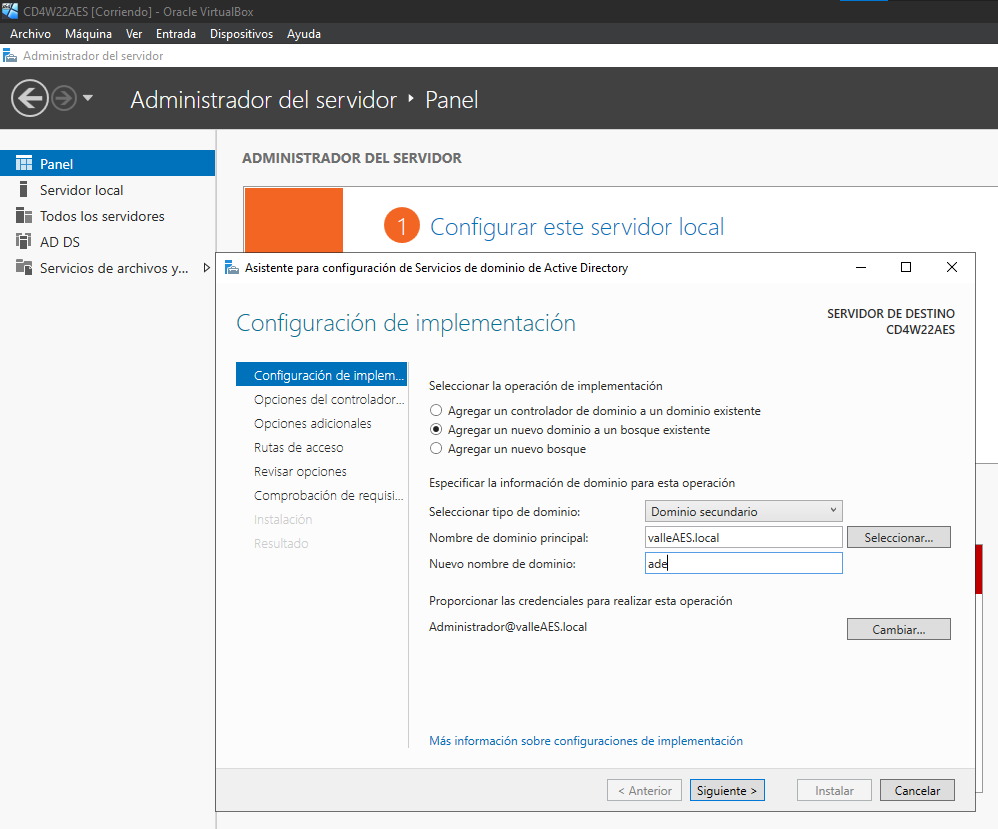 CD4W22AES [Corriendo] - Oracle VirtualBox
Archivo Máquina Ver Entrada Dispositivos Ayuda
Administrador del servidor
Administrador del servidor ‣ Panel
Panel
Servidor local
Todos los servidores
AD DS
Servicios de archivos y...
ADMINISTRADOR DEL SERVIDOR
1 Configurar este servidor local
Asistente para configuración de Servicios de dominio de Active Directory
Configuración de implementación
SERVIDOR DE DESTINO
CD4W22AES
Configuración de implem...
Opciones del controlador...
Opciones adicionales
Rutas de acceso
Revisar opciones
Comprobación de requisi...
Instalación
Resultado
Seleccionar la operación de implementación
Agregar un controlador de dominio a un dominio existente
Agregar un nuevo dominio a un bosque existente
Agregar un nuevo bosque
Especificar la información de dominio para esta operación
Seleccionar tipo de dominio: Dominio secundario
Nombre de dominio principal: valleAES.local Seleccionar...
Nuevo nombre de dominio: ade
Proporcionar las credenciales para realizar esta operación
Administrador@valleAES.local Cambiar...
Más información sobre configuraciones de implementación
< Anterior Siguiente > Instalar Cancelar